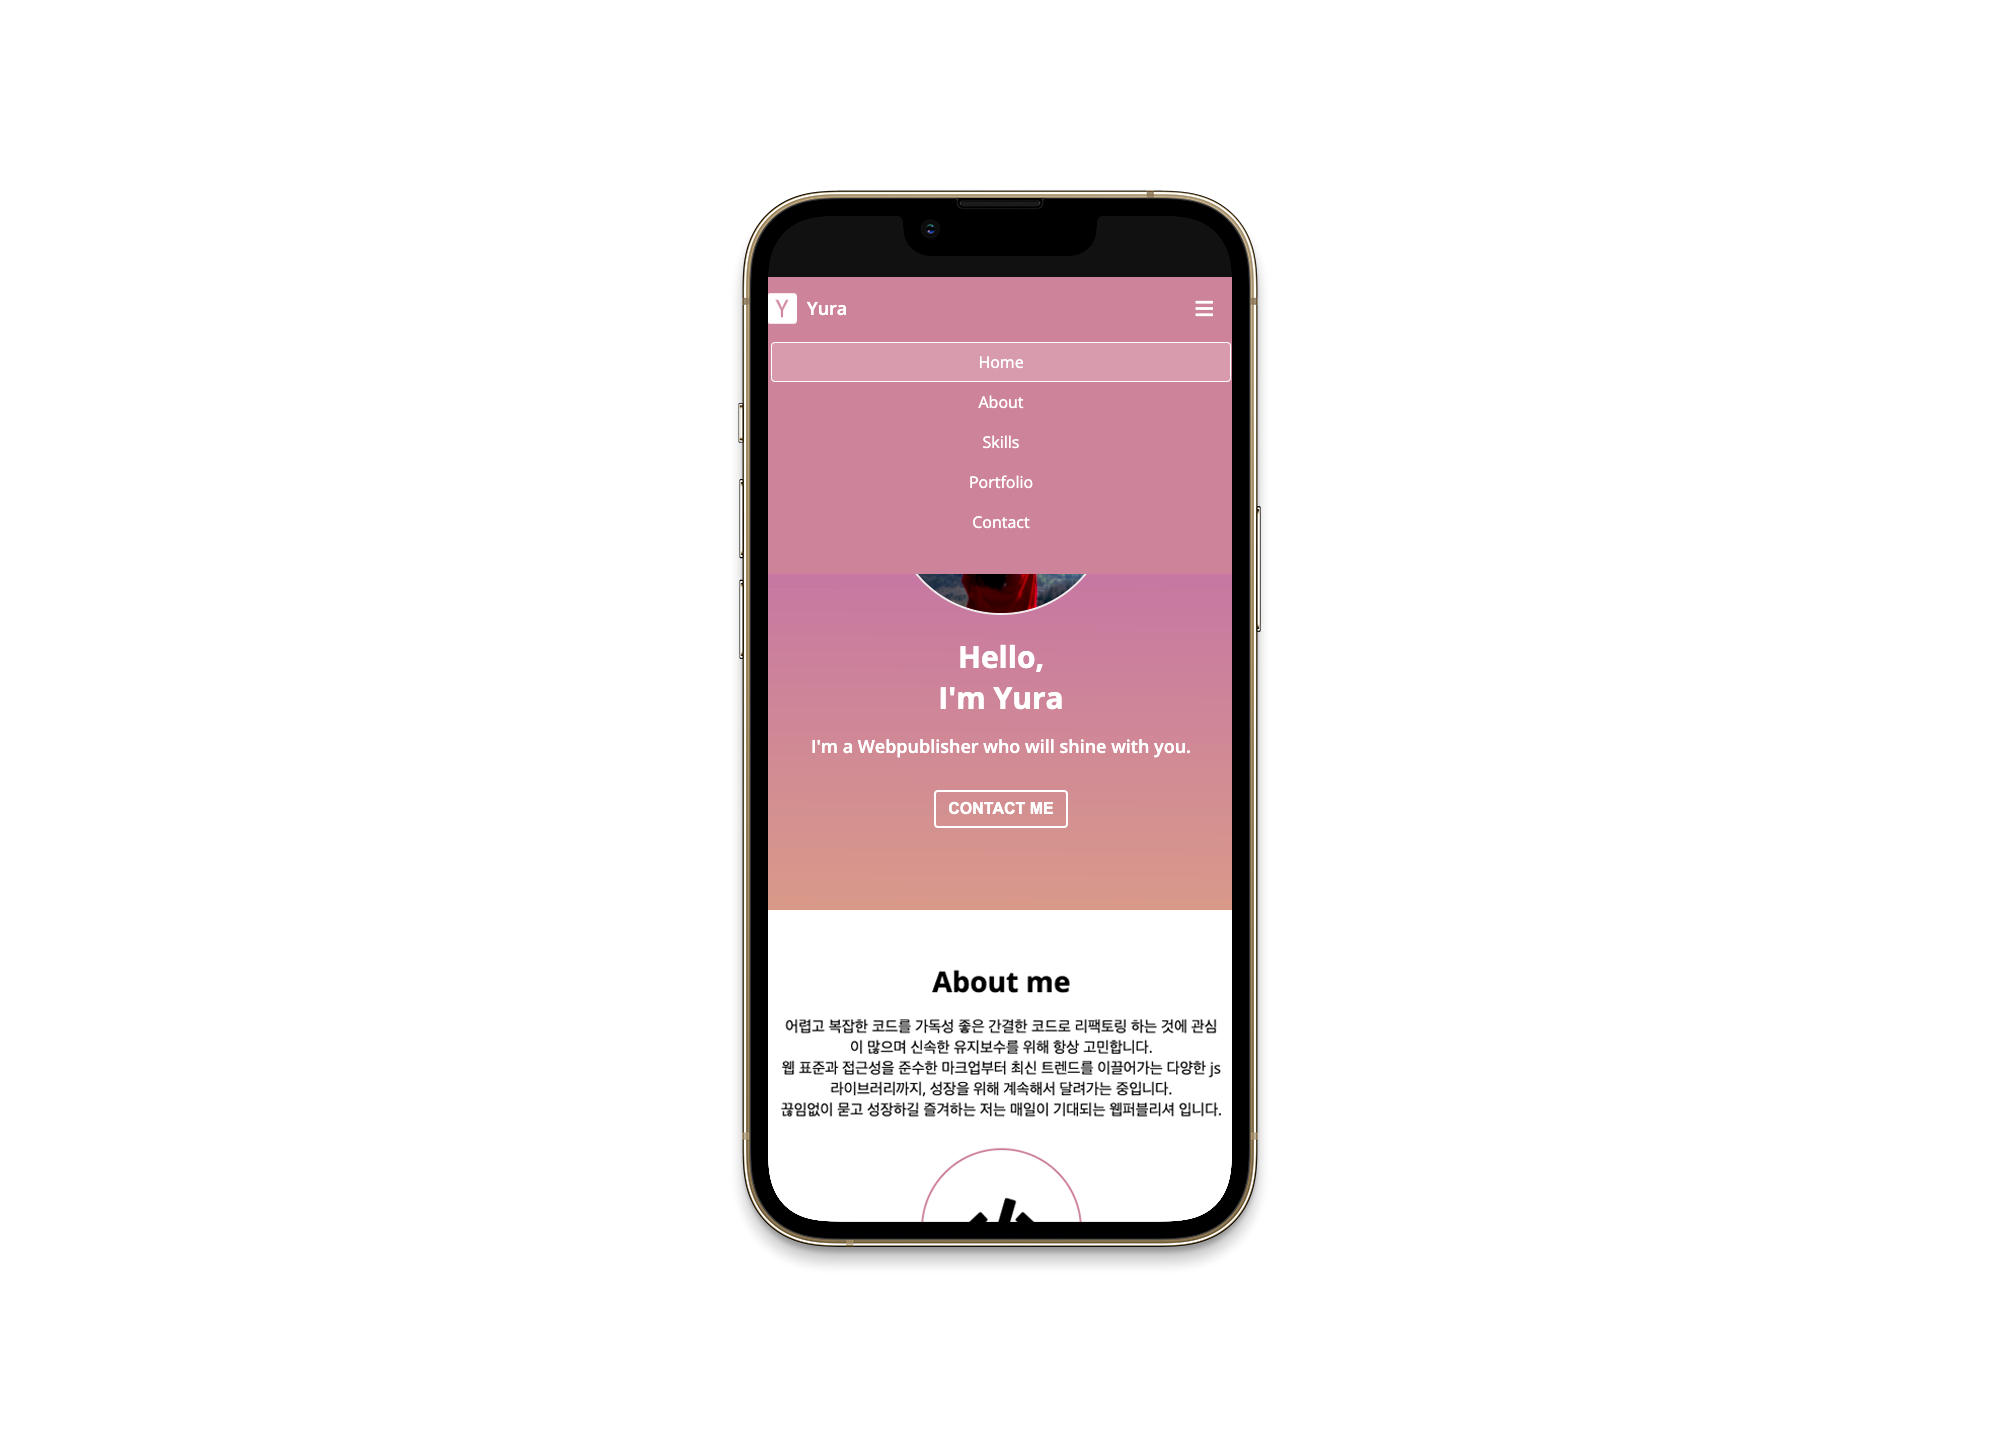 Y Yura
Home
About
Skills
Portfolio
Contact
Hello,
I'm Yura
I'm a Webpublisher who will shine with you.
CONTACT ME
About me
어렵고 복잡한 코드를 가독성 좋은 간결한 코드로 리팩토링 하는 것에 관심
이 많으며 신속한 유지보수를 위해 항상 고민합니다.
웹 표준과 접근성을 준수한 마크업부터 최신 트렌드를 이끌어가는 다양한 js
라이브러리까지, 성장을 위해 계속해서 달려가는 중입니다.
끊임없이 묻고 성장하길 즐겨하는 저는 매일이 기대되는 웹퍼블리셔 입니다.